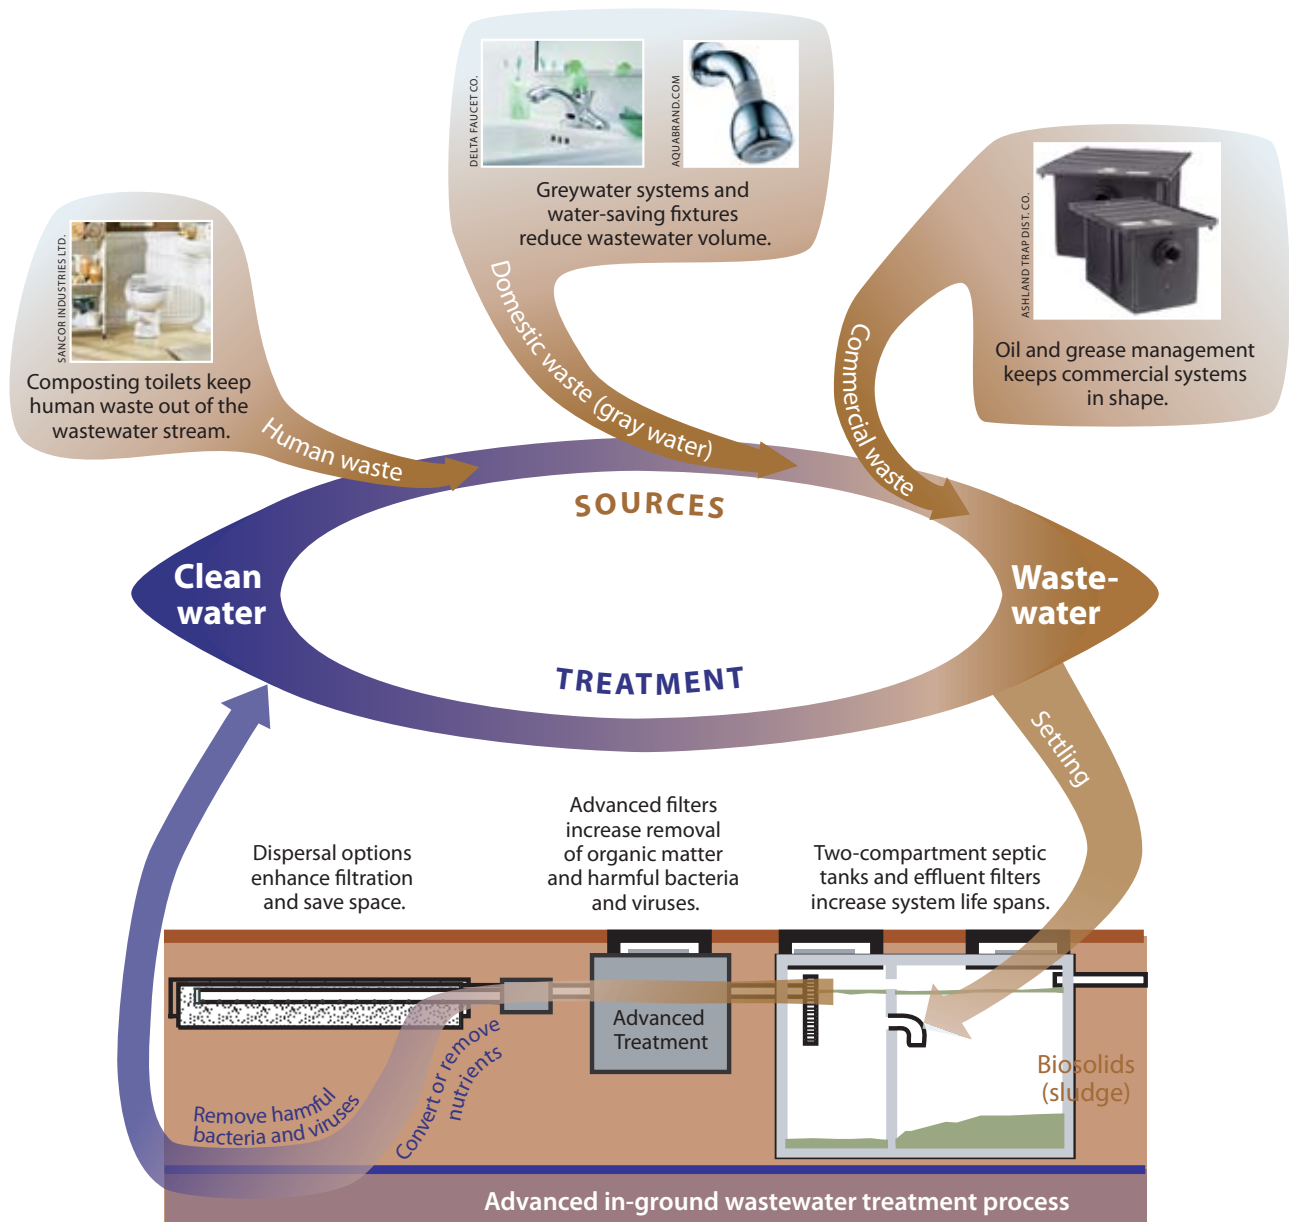 DELTA FAUCET CO.
AQUABRAND.COM
Greywater systems and
water-saving fixtures
reduce wastewater volume.
SANCOR INDUSTRIES LTD.
Composting toilets keep
human waste out of the
wastewater stream.
ASHLAND TRAP DIST. CO.
Oil and grease management
keeps commercial systems
in shape.
Human waste
Domestic waste (gray water)
Commercial waste
SOURCES
Clean
water
Waste-
water
TREATMENT
Settling
Dispersal options
enhance filtration
and save space.
Advanced filters
increase removal
of organic matter
and harmful bacteria
and viruses.
Two-compartment septic
tanks and effluent filters
increase system life spans.
Advanced
Treatment
Biosolids
(sludge)
Convert or remove
nutrients
Remove harmful
bacteria and viruses
Advanced in-ground wastewater treatment process